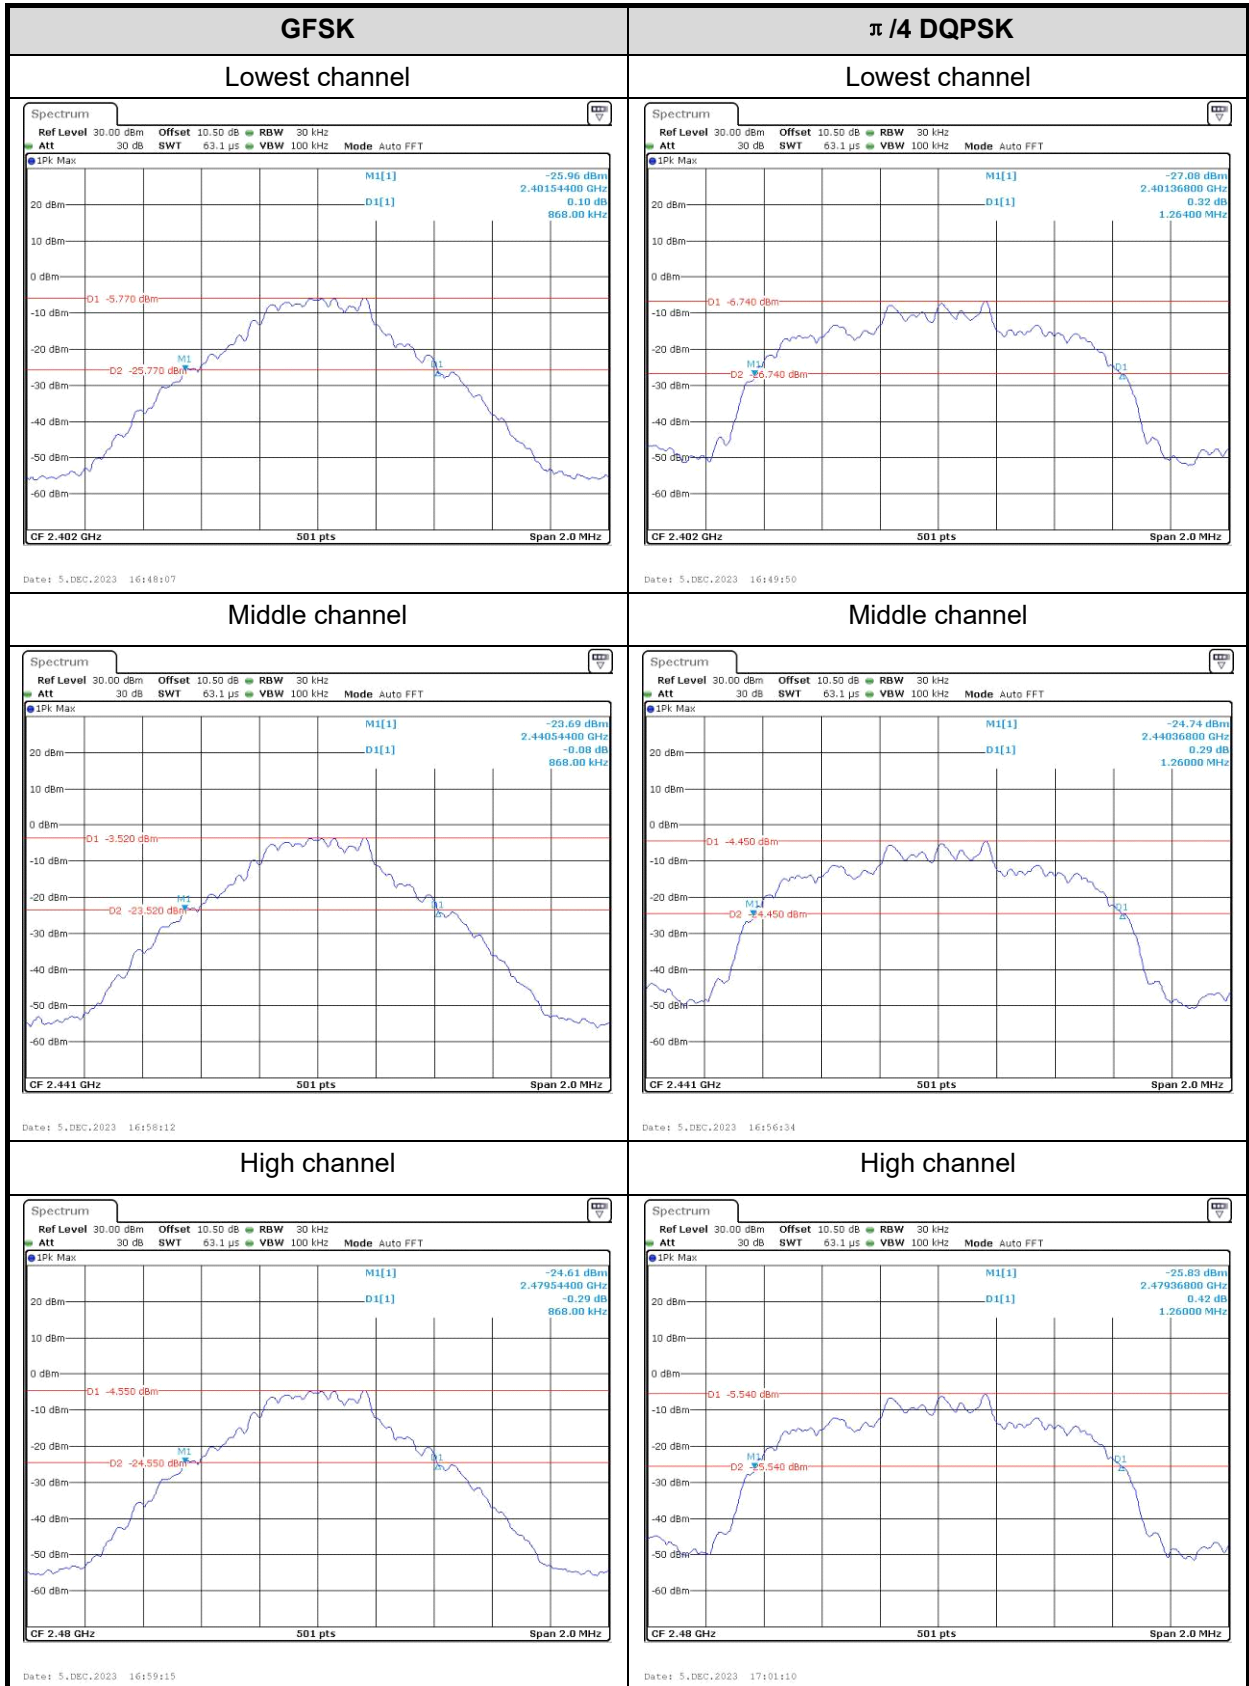 GFSK
π/4 DQPSK
Lowest channel
Lowest channel
Spectrum
Ref Level 30.00 dBm Offset 10.50 dB RBW 30 kHz
Att 30 dB SWT 63.1 µs VBW 100 kHz Mode Auto FFT
1Pk Max
M1[1] -25.96 dBm
2.40154400 GHz
D1[1] 0.10 dB
868.00 kHz
20 dBm
10 dBm
0 dBm
D1 -5.770 dBm
-10 dBm
-20 dBm
M1
D1
D2 -25.770 dBm
-30 dBm
-40 dBm
-50 dBm
-60 dBm
CF 2.402 GHz 501 pts Span 2.0 MHz
Date: 5.DEC.2023 16:48:07
Spectrum
Ref Level 30.00 dBm Offset 10.50 dB RBW 30 kHz
Att 30 dB SWT 63.1 µs VBW 100 kHz Mode Auto FFT
1Pk Max
M1[1] -27.08 dBm
2.40136800 GHz
D1[1] 0.32 dB
1.26400 MHz
20 dBm
10 dBm
0 dBm
D1 -6.740 dBm
-10 dBm
-20 dBm
M1
D1
D2 -26.740 dBm
-30 dBm
-40 dBm
-50 dBm
-60 dBm
CF 2.402 GHz 501 pts Span 2.0 MHz
Date: 5.DEC.2023 16:49:50
Middle channel
Middle channel
Spectrum
Ref Level 30.00 dBm Offset 10.50 dB RBW 30 kHz
Att 30 dB SWT 63.1 µs VBW 100 kHz Mode Auto FFT
1Pk Max
M1[1] -23.69 dBm
2.44054400 GHz
D1[1] -0.08 dB
868.00 kHz
20 dBm
10 dBm
0 dBm
D1 -3.520 dBm
-10 dBm
-20 dBm
M1
D1
D2 -23.520 dBm
-30 dBm
-40 dBm
-50 dBm
-60 dBm
CF 2.441 GHz 501 pts Span 2.0 MHz
Date: 5.DEC.2023 16:58:12
Spectrum
Ref Level 30.00 dBm Offset 10.50 dB RBW 30 kHz
Att 30 dB SWT 63.1 µs VBW 100 kHz Mode Auto FFT
1Pk Max
M1[1] -24.74 dBm
2.44036800 GHz
D1[1] 0.29 dB
1.26000 MHz
20 dBm
10 dBm
0 dBm
D1 -4.450 dBm
-10 dBm
-20 dBm
M1
D1
D2 -24.450 dBm
-30 dBm
-40 dBm
-50 dBm
-60 dBm
CF 2.441 GHz 501 pts Span 2.0 MHz
Date: 5.DEC.2023 16:56:34
High channel
High channel
Spectrum
Ref Level 30.00 dBm Offset 10.50 dB RBW 30 kHz
Att 30 dB SWT 63.1 µs VBW 100 kHz Mode Auto FFT
1Pk Max
M1[1] -24.61 dBm
2.47954400 GHz
D1[1] -0.29 dB
868.00 kHz
20 dBm
10 dBm
0 dBm
D1 -4.550 dBm
-10 dBm
-20 dBm
M1
D1
D2 -24.550 dBm
-30 dBm
-40 dBm
-50 dBm
-60 dBm
CF 2.48 GHz 501 pts Span 2.0 MHz
Date: 5.DEC.2023 16:59:15
Spectrum
Ref Level 30.00 dBm Offset 10.50 dB RBW 30 kHz
Att 30 dB SWT 63.1 µs VBW 100 kHz Mode Auto FFT
1Pk Max
M1[1] -25.83 dBm
2.47936800 GHz
D1[1] 0.42 dB
1.26000 MHz
20 dBm
10 dBm
0 dBm
D1 -5.540 dBm
-10 dBm
-20 dBm
M1
D1
D2 -25.540 dBm
-30 dBm
-40 dBm
-50 dBm
-60 dBm
CF 2.48 GHz 501 pts Span 2.0 MHz
Date: 5.DEC.2023 17:01:10